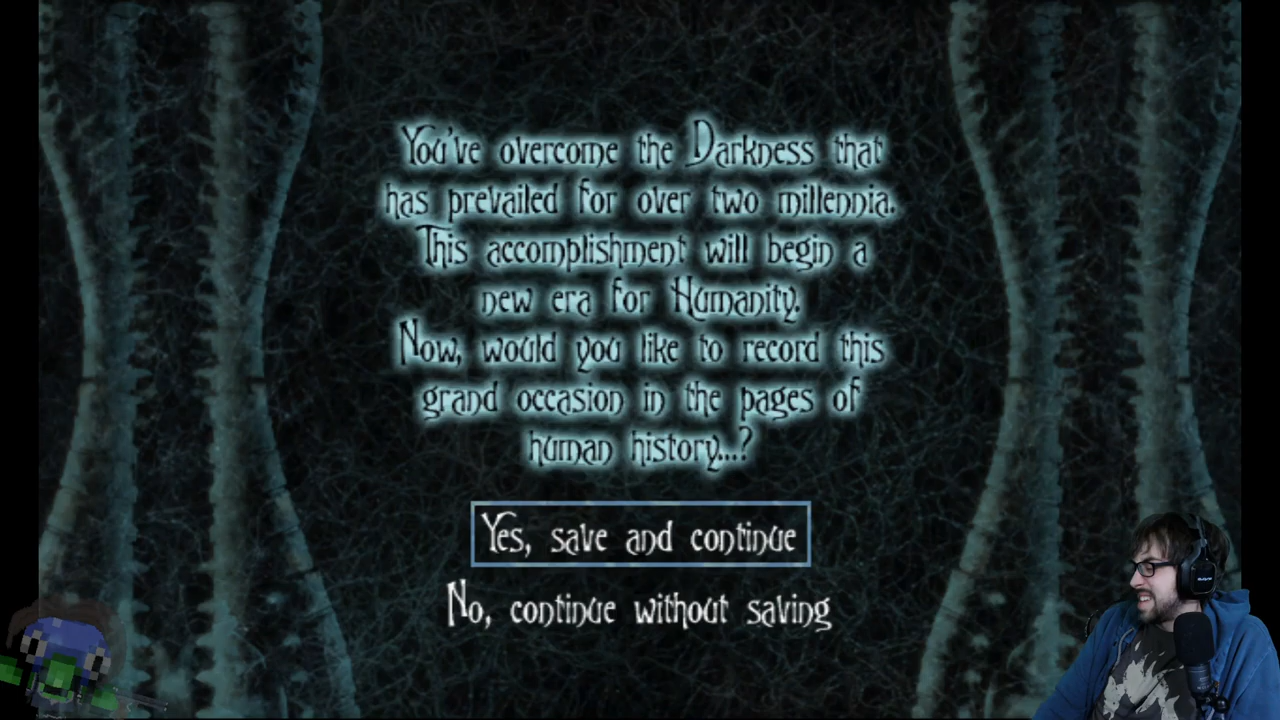 You've overcome the Darkness that
has prevailed for over two millennia.
This accomplishment will begin a
new era for Humanity.
Now, would you like to record this
grand occasion in the pages of
human history...?
Yes, save and continue
No, continue without saving